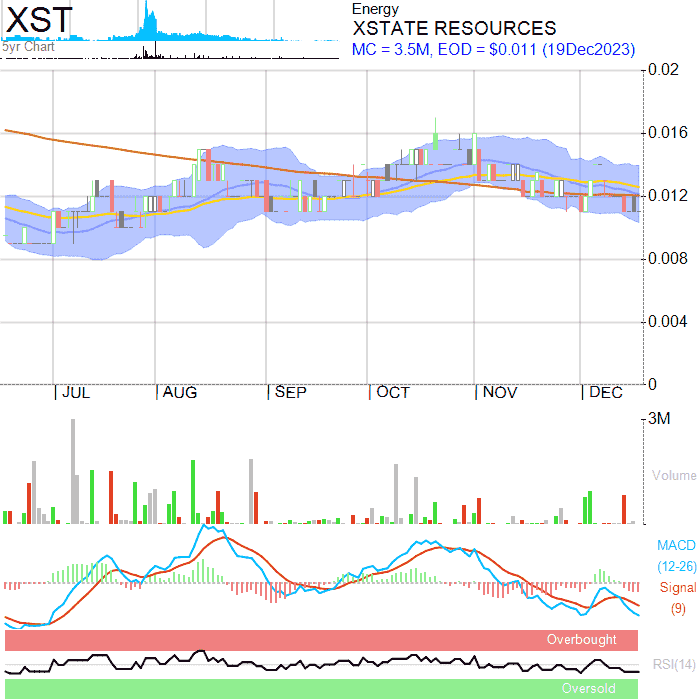 XST
5yr Chart
Energy
XSTATE RESOURCES
MC = 3.5M, EOD = $0.011 (19Dec2023)
0.02
0.016
0.012
0.008
0.004
0
JUL AUG SEP OCT NOV DEC
3M
Volume
MACD
(12-26)
Signal
(9)
Overbought
RSI(14)
Oversold